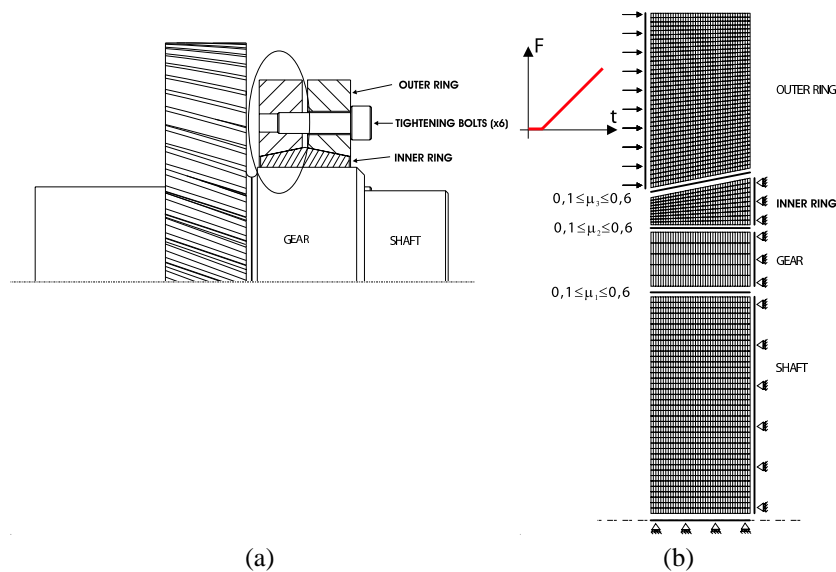 OUTER RING
TIGHTENING BOLTS (x6)
INNER RING
GEAR
SHAFT
(a)
F
t
OUTER RING
0,1≤μ₃≤0,6
INNER RING
0,1≤μ₂≤0,6
GEAR
0,1≤μ₁≤0,6
SHAFT
(b)